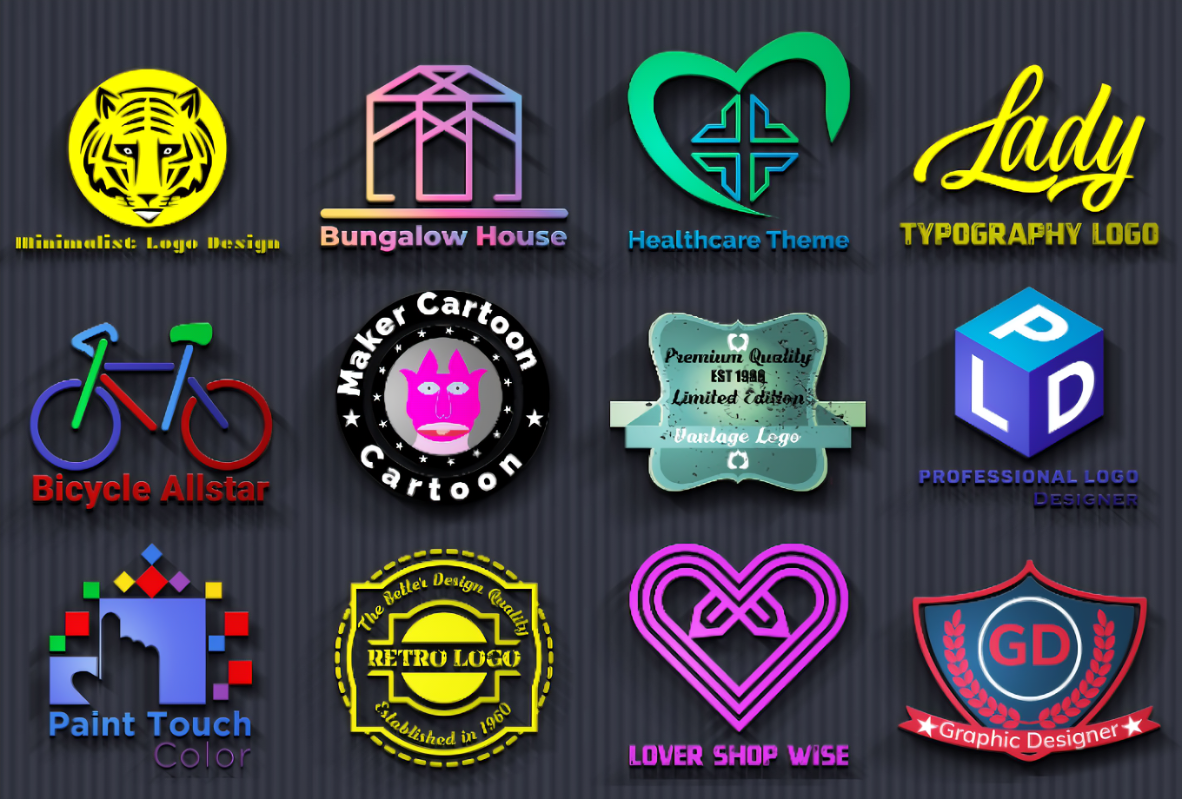 Minimalist Logo Design
Bungalow House
Healthcare Theme
Lady
TYPOGRAPHY LOGO
Bicycle Allstar
Maker Cartoon
Cartoon
Premium Quality
EST 1986
Limited Edition
Vantage Logo
P
L D
PROFESSIONAL LOGO
DESIGNER
Paint Touch
Color
The Better Design Quality
RETRO LOGO
Established in 1960
LOVER SHOP WISE
GD
Graphic Designer